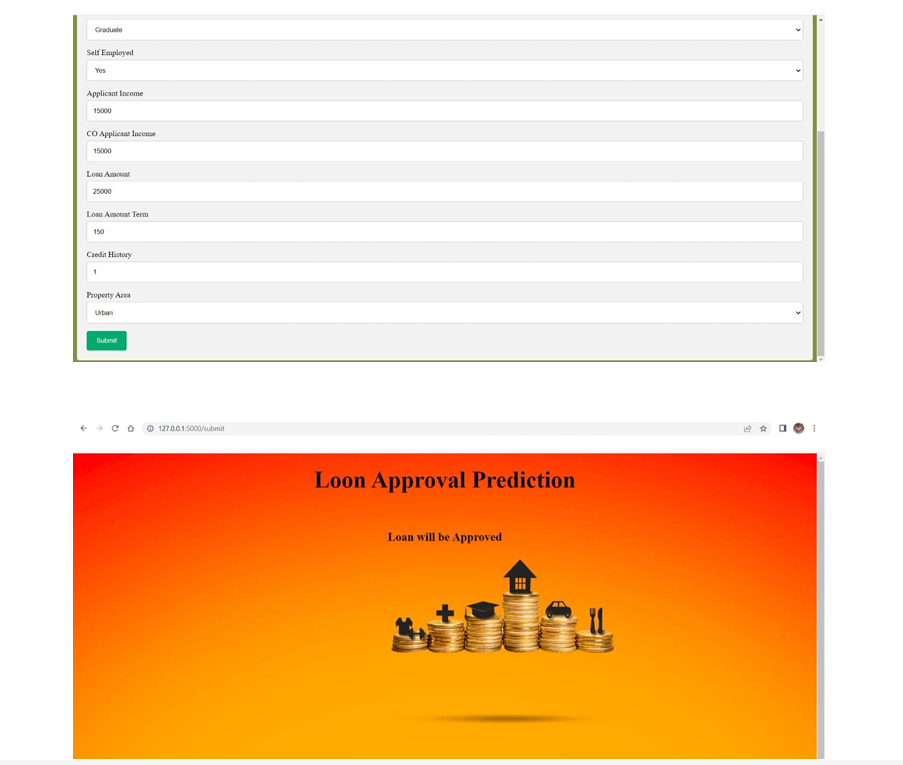 Graduate
Self Employed
Yes
Applicant Income
15000
CO Applicant Income
15000
Loan Amount
25000
Loan Amount Term
150
Credit History
1
Property Area
Urban
Submit
127.0.0.1:5000/submit
Loon Approval Prediction
Loan will be Approved